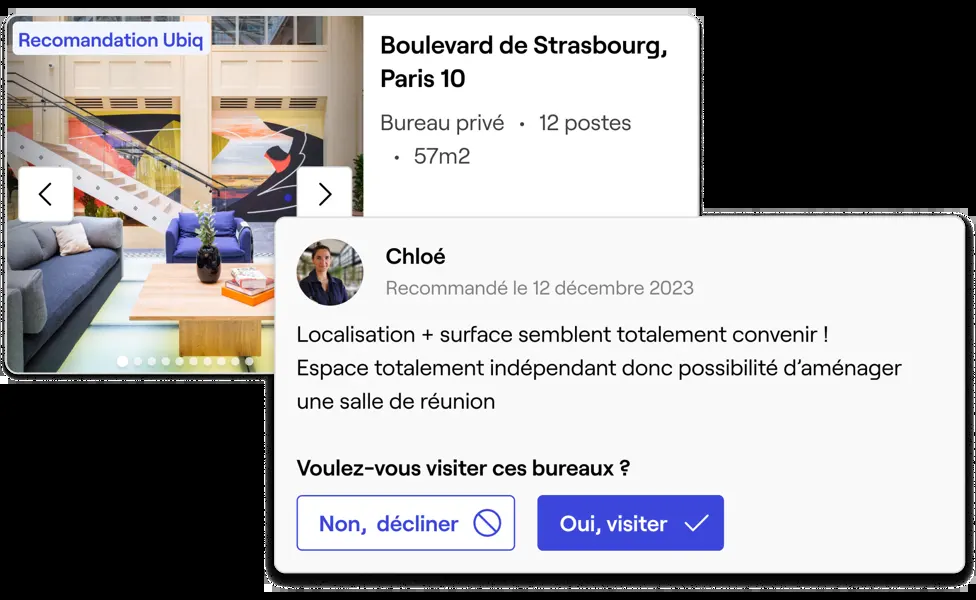 Recomandation Ubiq
Boulevard de Strasbourg,
Paris 10
Bureau privé • 12 postes
• 57m2
Chloé
Recommandé le 12 décembre 2023
Localisation + surface semblent totalement convenir !
Espace totalement indépendant donc possibilité d’aménager
une salle de réunion
Voulez-vous visiter ces bureaux ?
Non, décliner
Oui, visiter